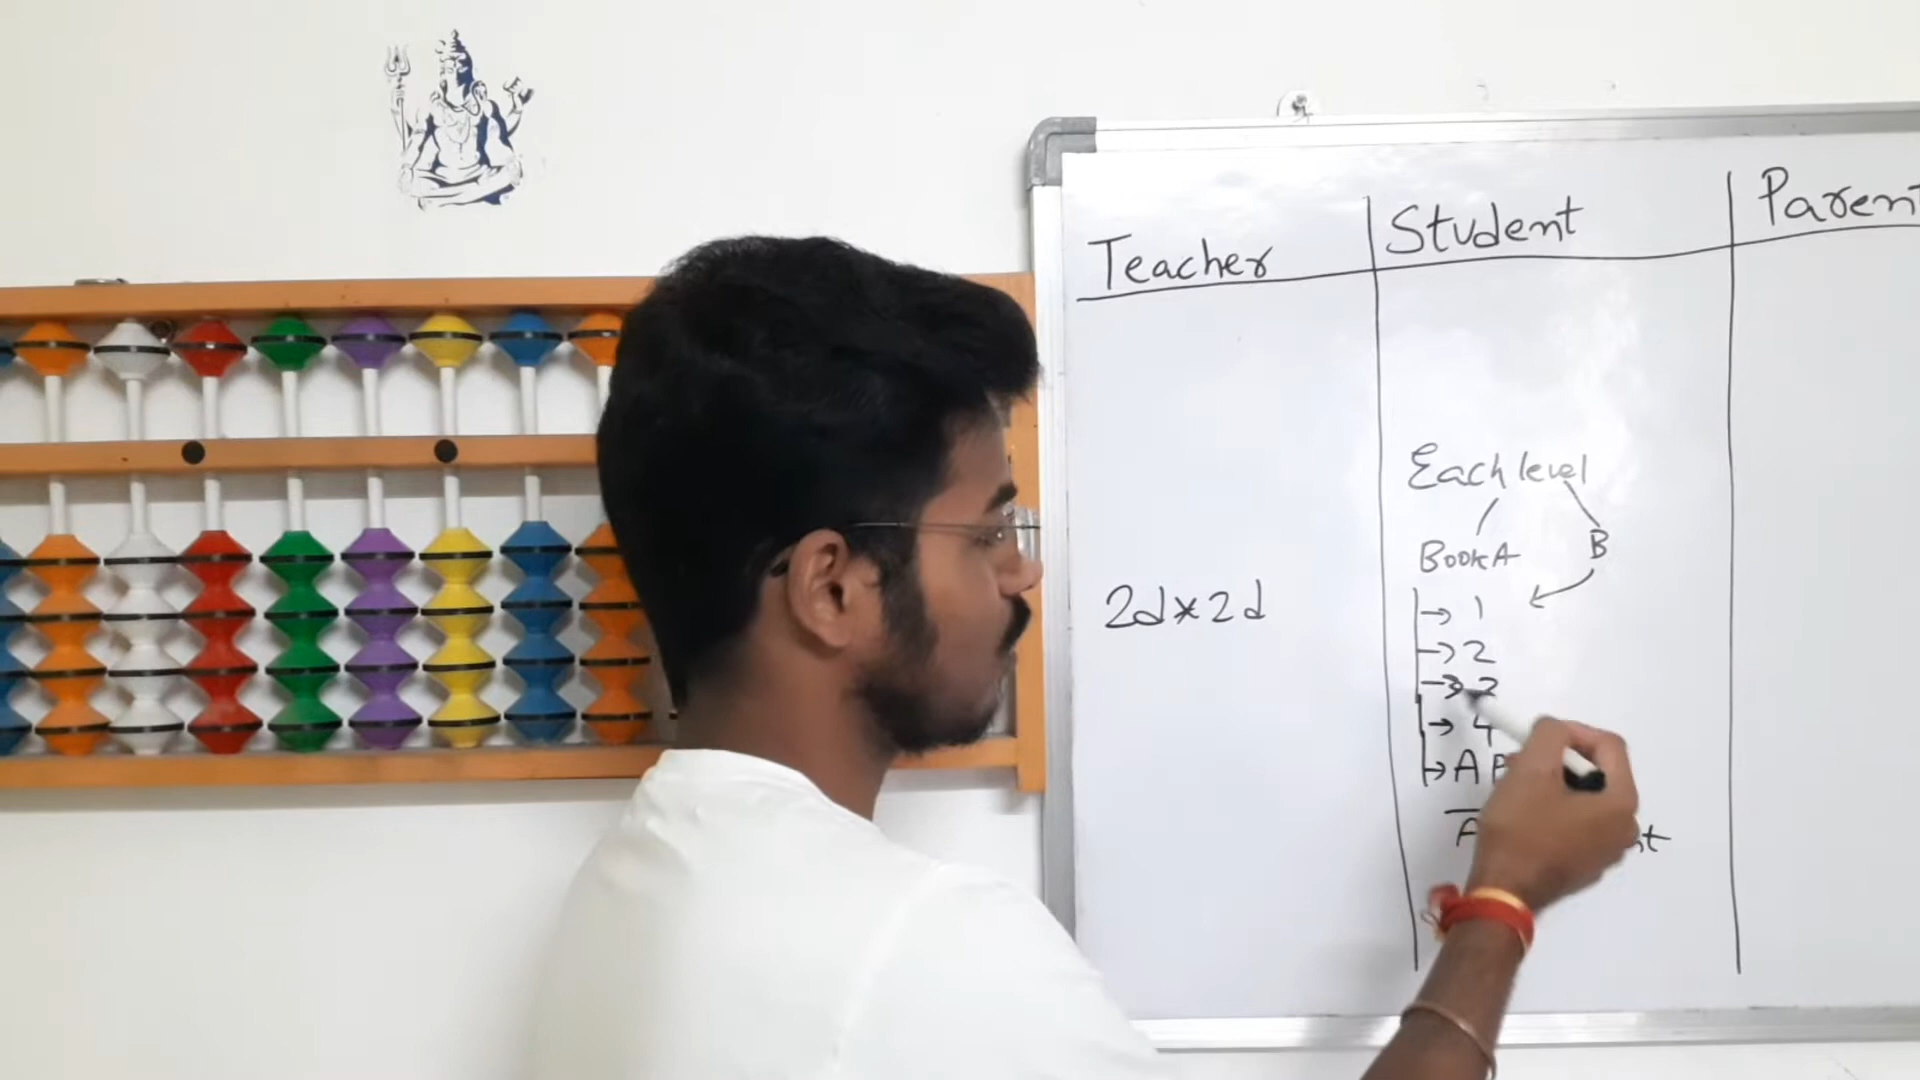 Teacher
Student
Parent
Each level
Book A
B
2d × 2d
→ 1
→ 2
→ 3
→ 4
→ A